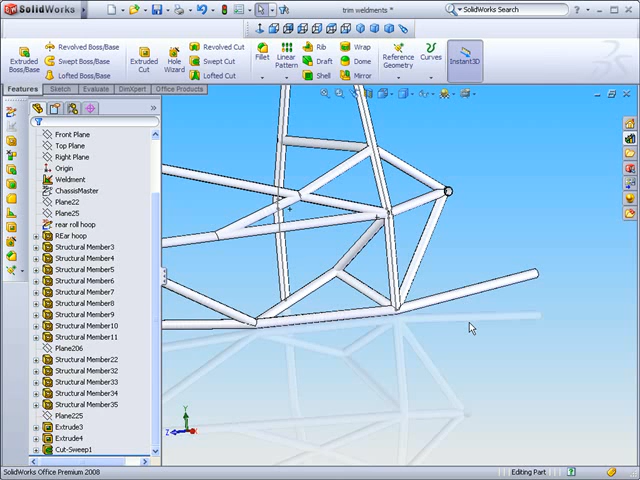 SolidWorks
trim weldments *
SolidWorks Search
Extruded Boss/Base
Revolved Boss/Base
Swept Boss/Base
Lofted Boss/Base
Extruded Cut
Hole Wizard
Revolved Cut
Swept Cut
Lofted Cut
Fillet
Linear Pattern
Rib
Draft
Shell
Wrap
Dome
Mirror
Reference Geometry
Curves
Instant3D
Features
Sketch
Evaluate
DimXpert
Office Products
Front Plane
Top Plane
Right Plane
Origin
Weldment
ChassisMaster
Plane22
Plane25
rear roll hoop
REar hoop
Structural Member3
Structural Member4
Structural Member5
Structural Member6
Structural Member7
Structural Member8
Structural Member9
Structural Member10
Structural Member11
Plane206
Structural Member22
Structural Member32
Structural Member33
Structural Member34
Structural Member35
Plane225
Extrude3
Extrude4
Cut-Sweep1
Y
Z
X
SolidWorks Office Premium 2008
Editing Part